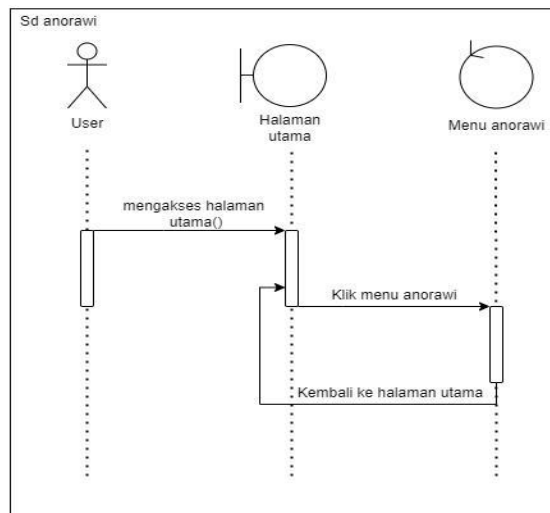 Sd anorawi
User
Halaman
utama
Menu anorawi
mengakses halaman
utama()
Klik menu anorawi
Kembali ke halaman utama